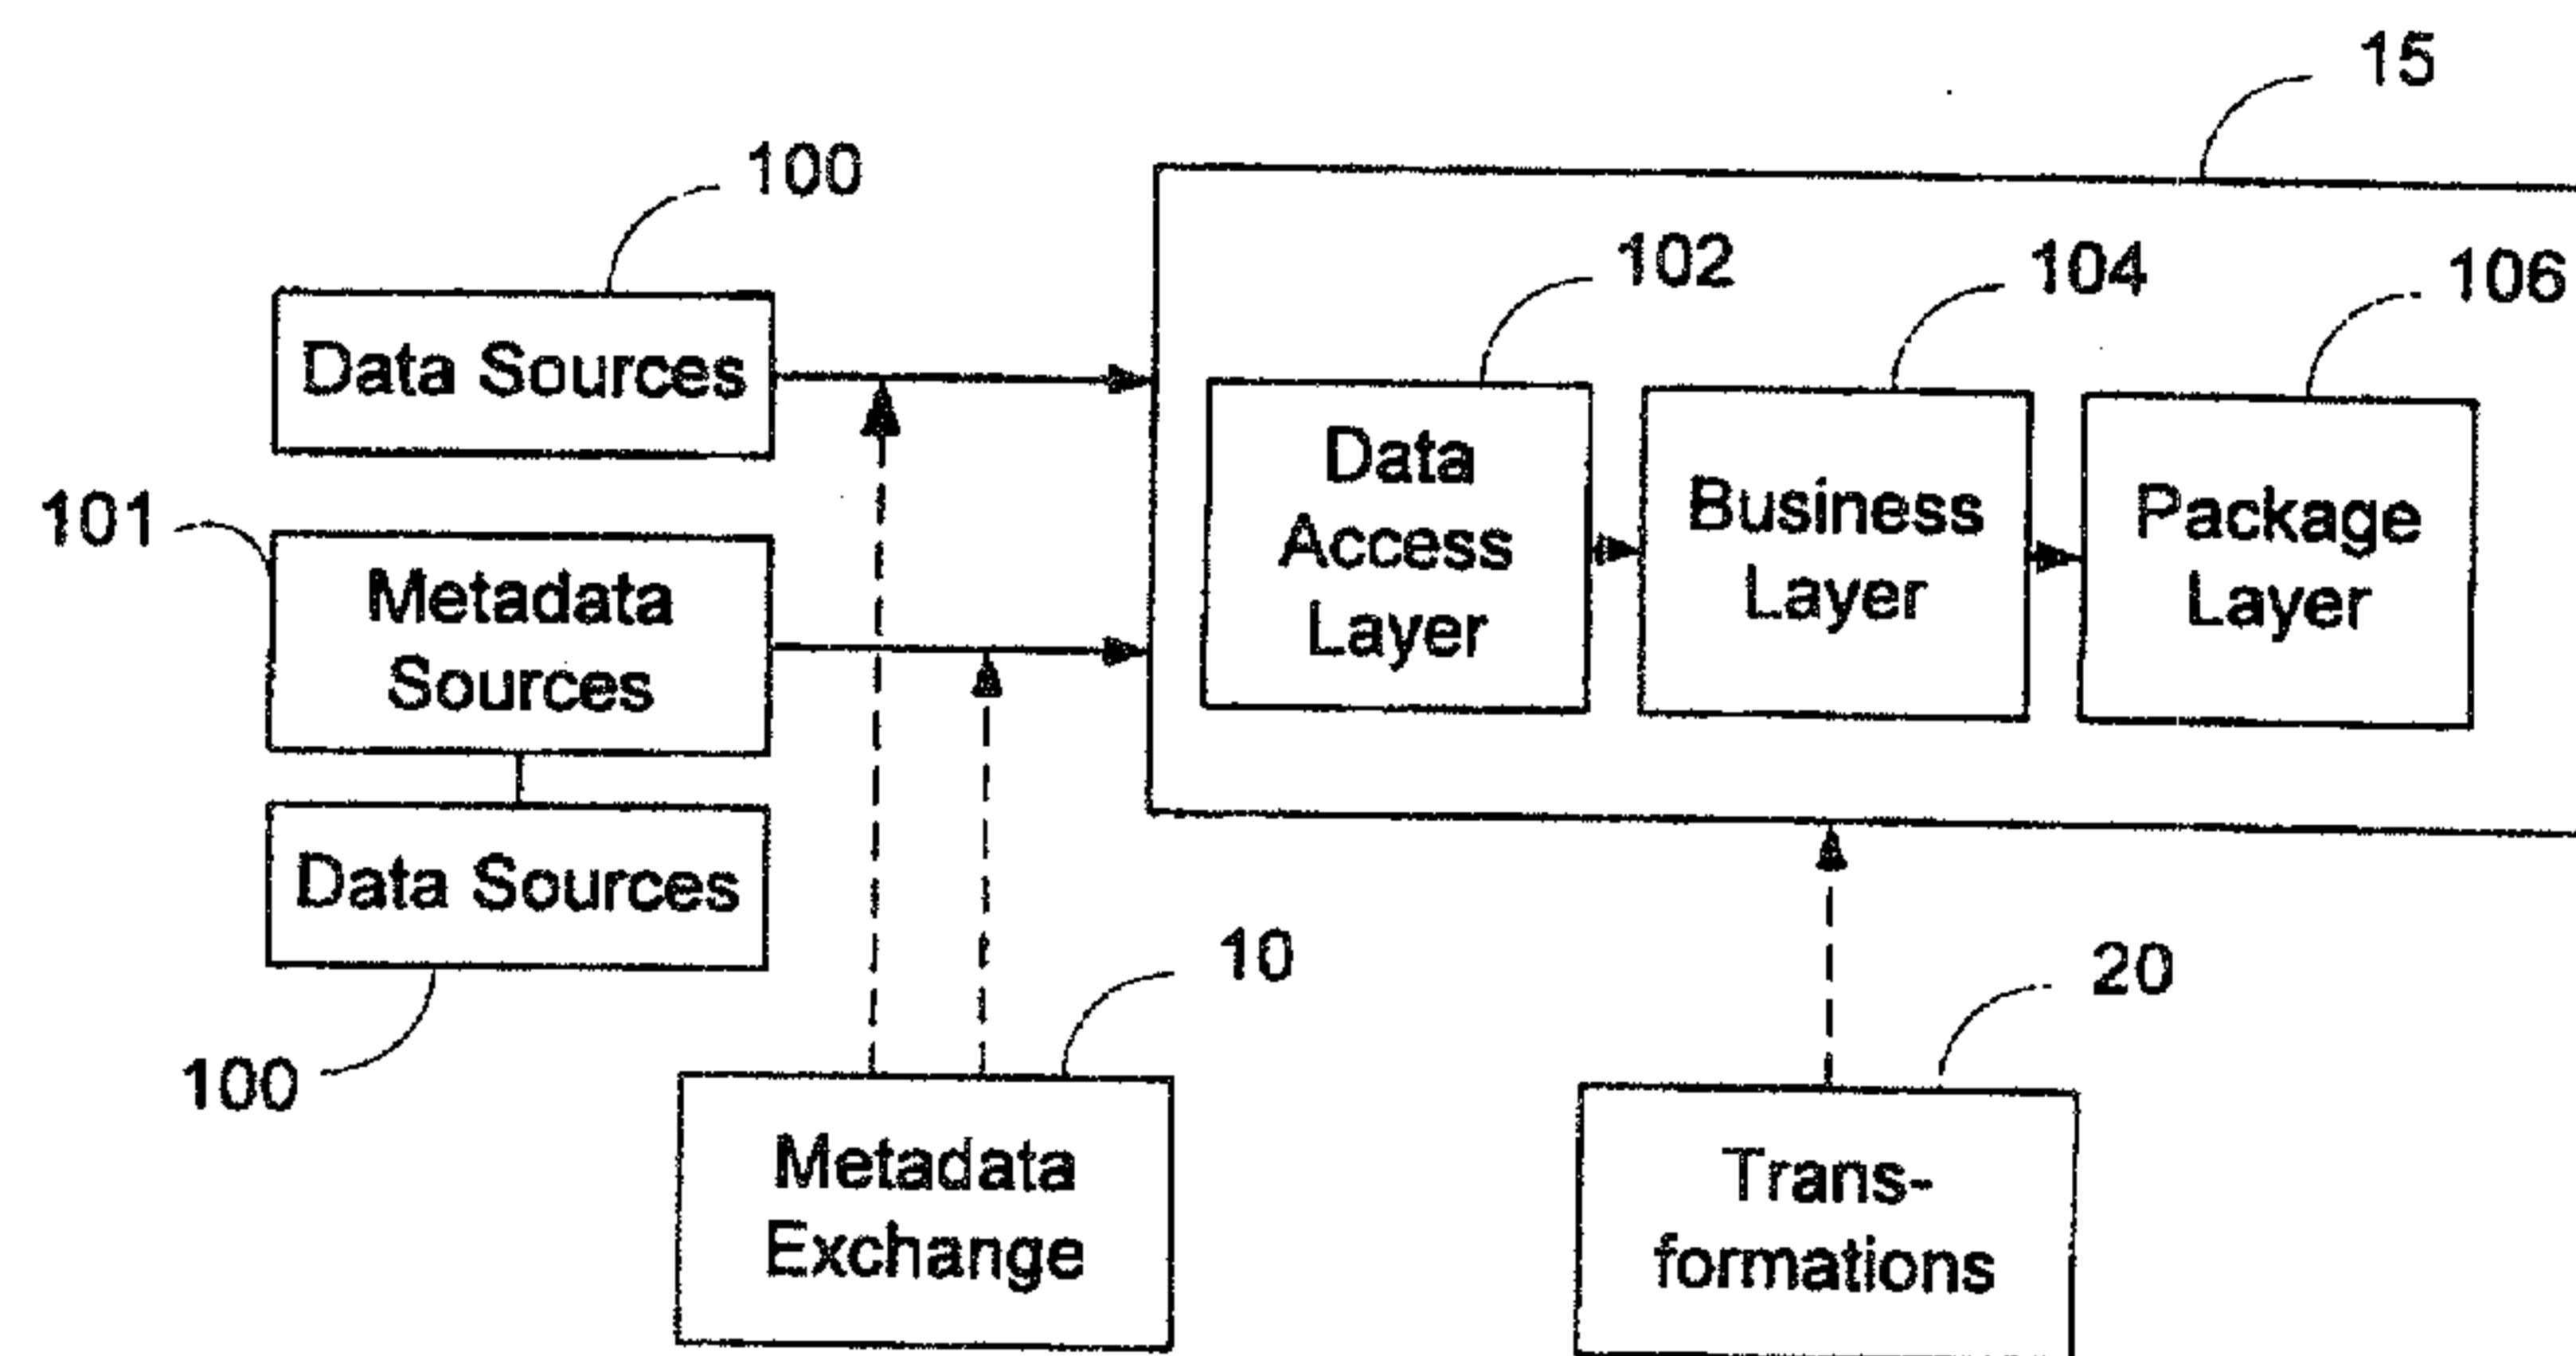 15
100
102
104
106
Data Sources
101
Metadata
Sources
Data
Access
Layer
Business
Layer
Package
Layer
Data Sources
100
10
20
Metadata
Exchange
Trans-
formations